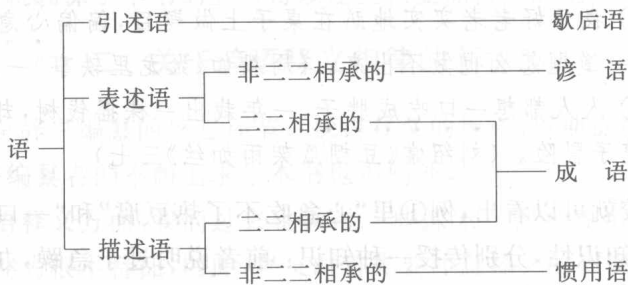 引述语 歇后语
非二二相承的 谚语
表述语
二二相承的
语 成 语
二二相承的
描述语
非二二相承的 惯用语